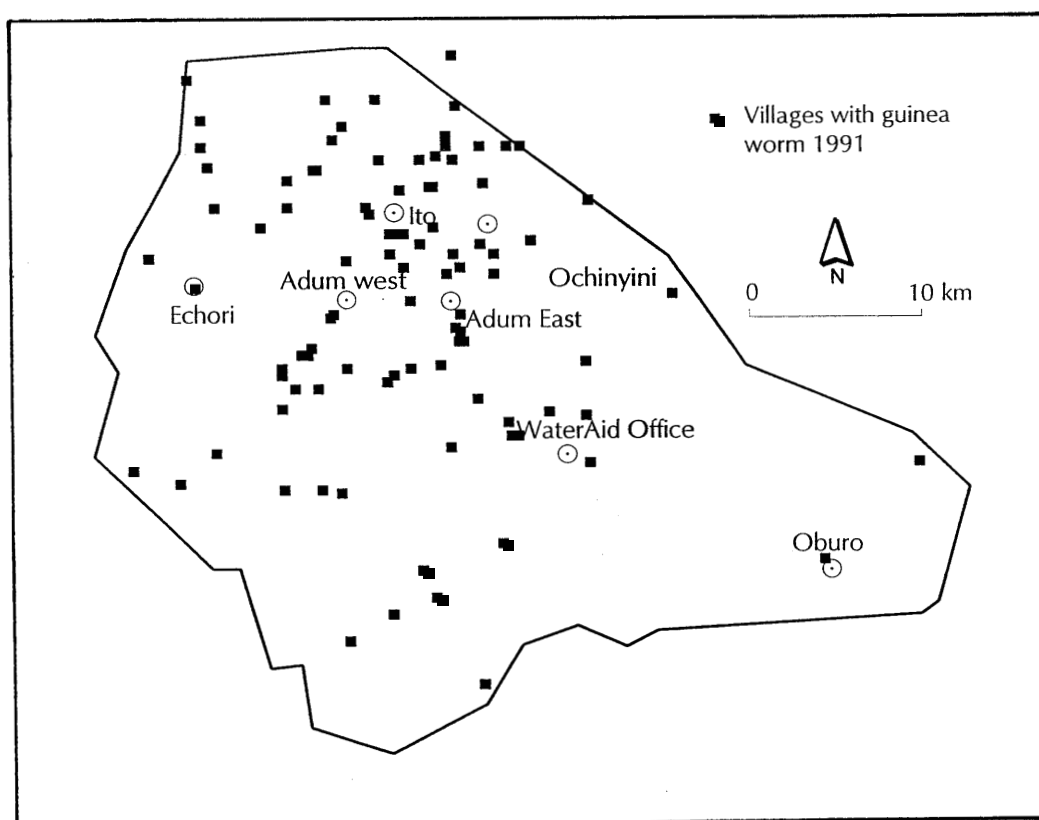 Villages with guinea
worm 1991
Ito
N
Ochinyini
0 10 km
Adum west
Echori
Adum East
WaterAid Office
Oburo